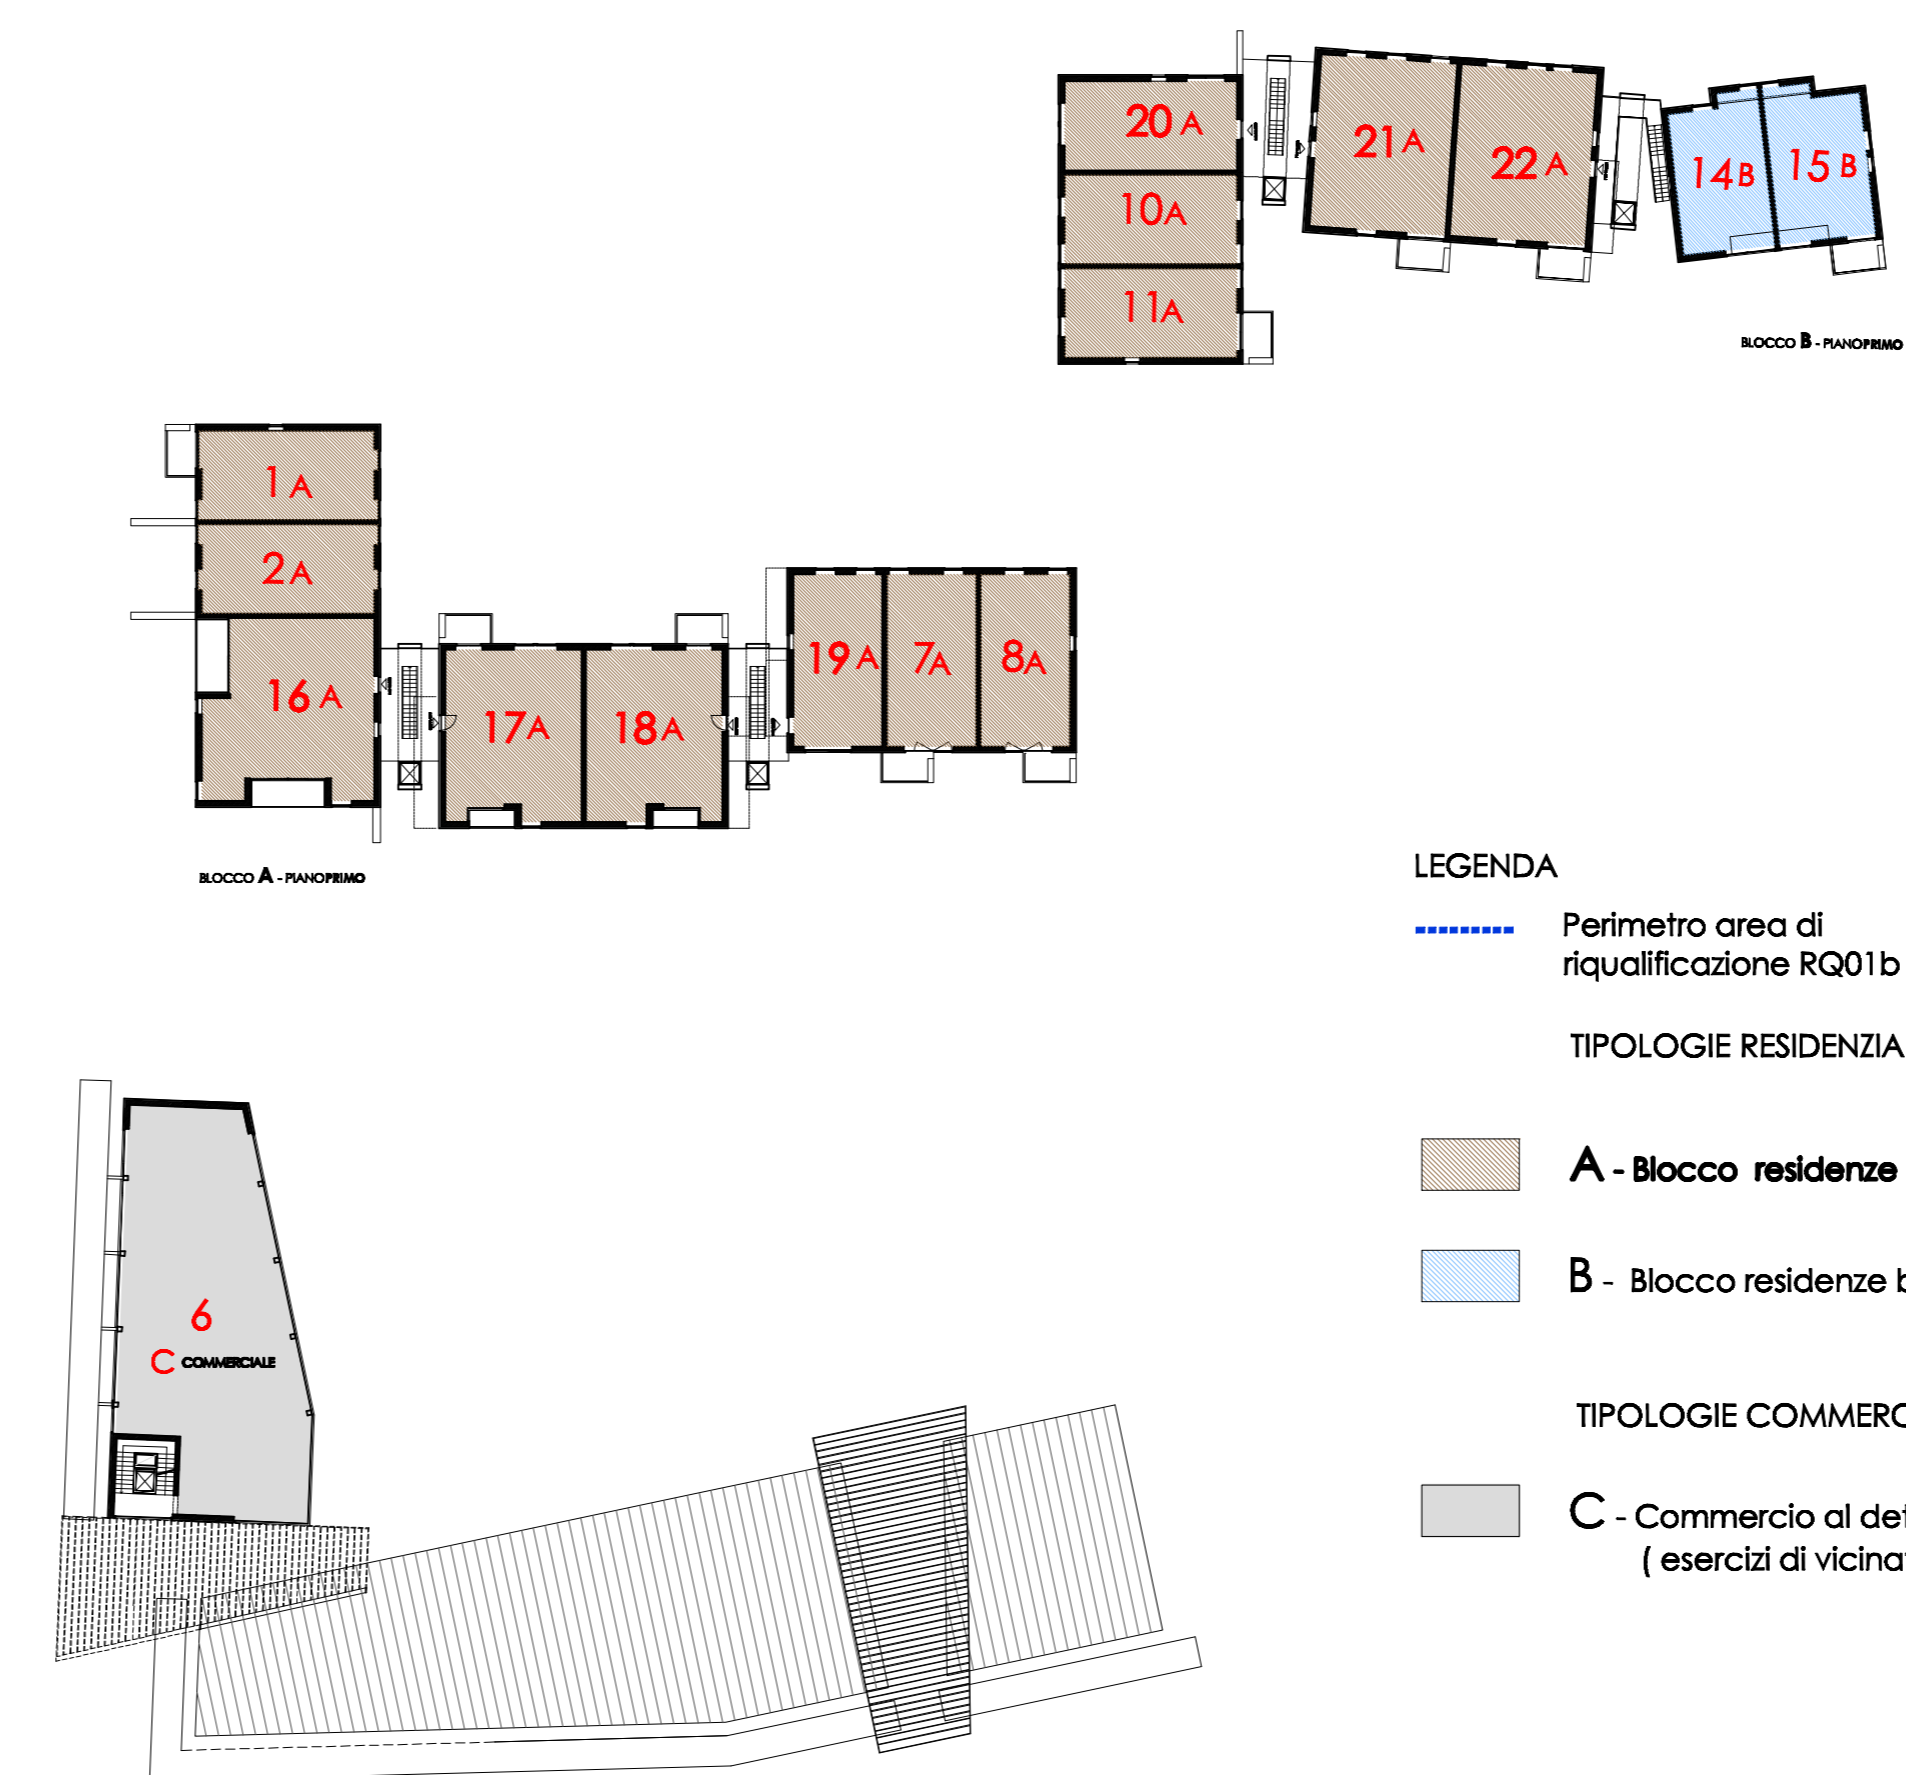 20 A
21 A
22 A
14 B
15 B
10 A
11 A
BLOCCO B - PIANOPRIMO
1 A
2 A
16 A
17 A
18 A
19 A
7 A
8 A
BLOCCO A - PIANOPRIMO
LEGENDA
Perimetro area di
riqualificazione RQ01b
TIPOLOGIE RESIDENZIA
A - Blocco residenze
B - Blocco residenze b
6
C COMMERCIALE
TIPOLOGIE COMMERC
C - Commercio al det
( esercizi di vicina